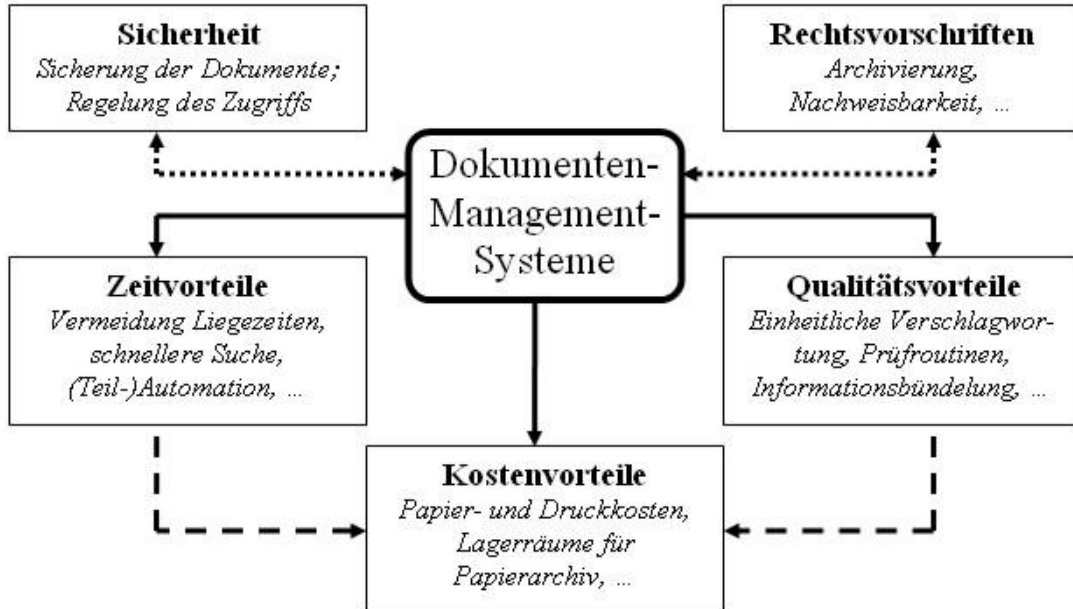 Sicherheit
Sicherung der Dokumente;
Regelung des Zugriffs
Rechtsvorschriften
Archivierung,
Nachweisbarkeit, ...
Dokumenten-
Management-
Systeme
Zeitvorteile
Vermeidung Liegezeiten,
schnellere Suche,
(Teil-)Automation, ...
Qualitätsvorteile
Einheitliche Verschlagwor-
tung, Prüfroutinen,
Informationsbündelung, ...
Kostenvorteile
Papier- und Druckkosten,
Lagerräume für
Papierarchiv, ...